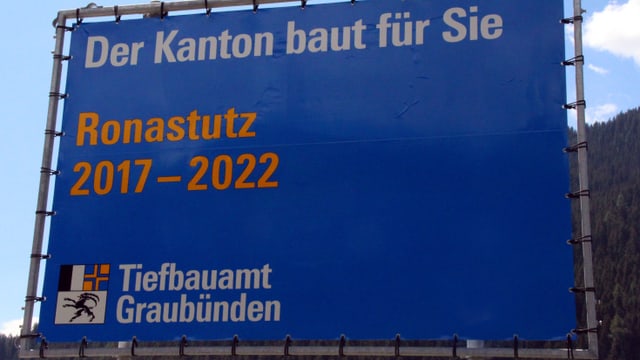 Der Kanton baut für Sie
Ronastutz
2017–2022
Tiefbauamt
Graubünden